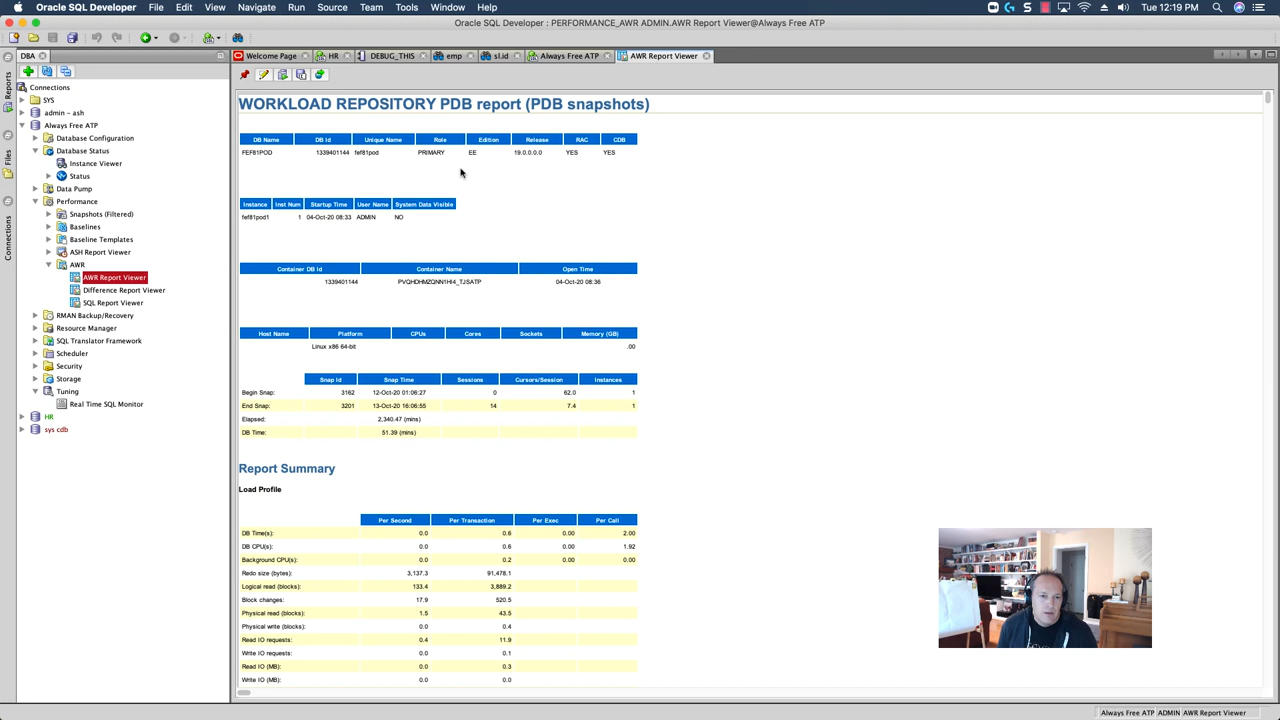 SQL Developer File Edit View Navigate Run Team Tools Window Help Tue 12:19 PM
Oracle SQL Developer : PERFORMANCE_AWR ADMIN.AWR Report Viewer@Always Free ATP
DBA
Welcome Page HR DEBUG_THIS emp sl.id Always Free ATP AWR Report Viewer
Reports
Files
Connections
Connections
SYS
admin - ash
Always Free ATP
Database Configuration
Database Status
Instance Viewer
Status
Data Pump
Performance
Snapshots (Filtered)
Baselines
Baseline Templates
ASH Report Viewer
AWR
AWR Report Viewer
Difference Report Viewer
SQL Report Viewer
RMAN Backup/Recovery
Resource Manager
SQL Translator Framework
Scheduler
Security
Storage
Tuning
Real Time SQL Monitor
HR
sys cdb
WORKLOAD REPOSITORY PDB report (PDB snapshots)
DB Name DB Id Unique Name Role Edition Release RAC CDB
FEF81POD 1339401144 fef81pod PRIMARY EE 19.0.0.0.0 YES YES
Instance Inst Num Startup Time User Name System Data Visible
fef81pod1 1 04-Oct-20 08:33 ADMIN NO
Container DB Id Container Name Open Time
1339401144 PVQHDHMZQNN1HI4_TJSATP 04-Oct-20 08:36
Host Name Platform CPUs Cores Sockets Memory (GB)
Linux x86 64-bit .00
Snap Id Snap Time Sessions Cursors/Session Instances
Begin Snap: 3162 12-Oct-20 01:06:27 0 62.0 1
End Snap: 3201 13-Oct-20 16:06:55 14 7.4 1
Elapsed: 2,340.47 (mins)
DB Time: 51.39 (mins)
Report Summary
Load Profile
Per Second Per Transaction Per Exec Per Call
DB Time(s): 0.0 0.6 0.00 2.00
DB CPU(s): 0.0 0.6 0.00 1.92
Background CPU(s): 0.0 0.2 0.00 0.00
Redo size (bytes): 3,137.3 91,478.1
Logical read (blocks): 133.4 3,889.2
Block changes: 17.9 520.5
Physical read (blocks): 1.5 43.5
Physical write (blocks): 0.0 0.4
Read IO requests: 0.4 11.9
Write IO requests: 0.0 0.1
Read IO (MB): 0.0 0.3
Write IO (MB): 0.0 0.0
Always Free ATP ADMIN AWR Report Viewer